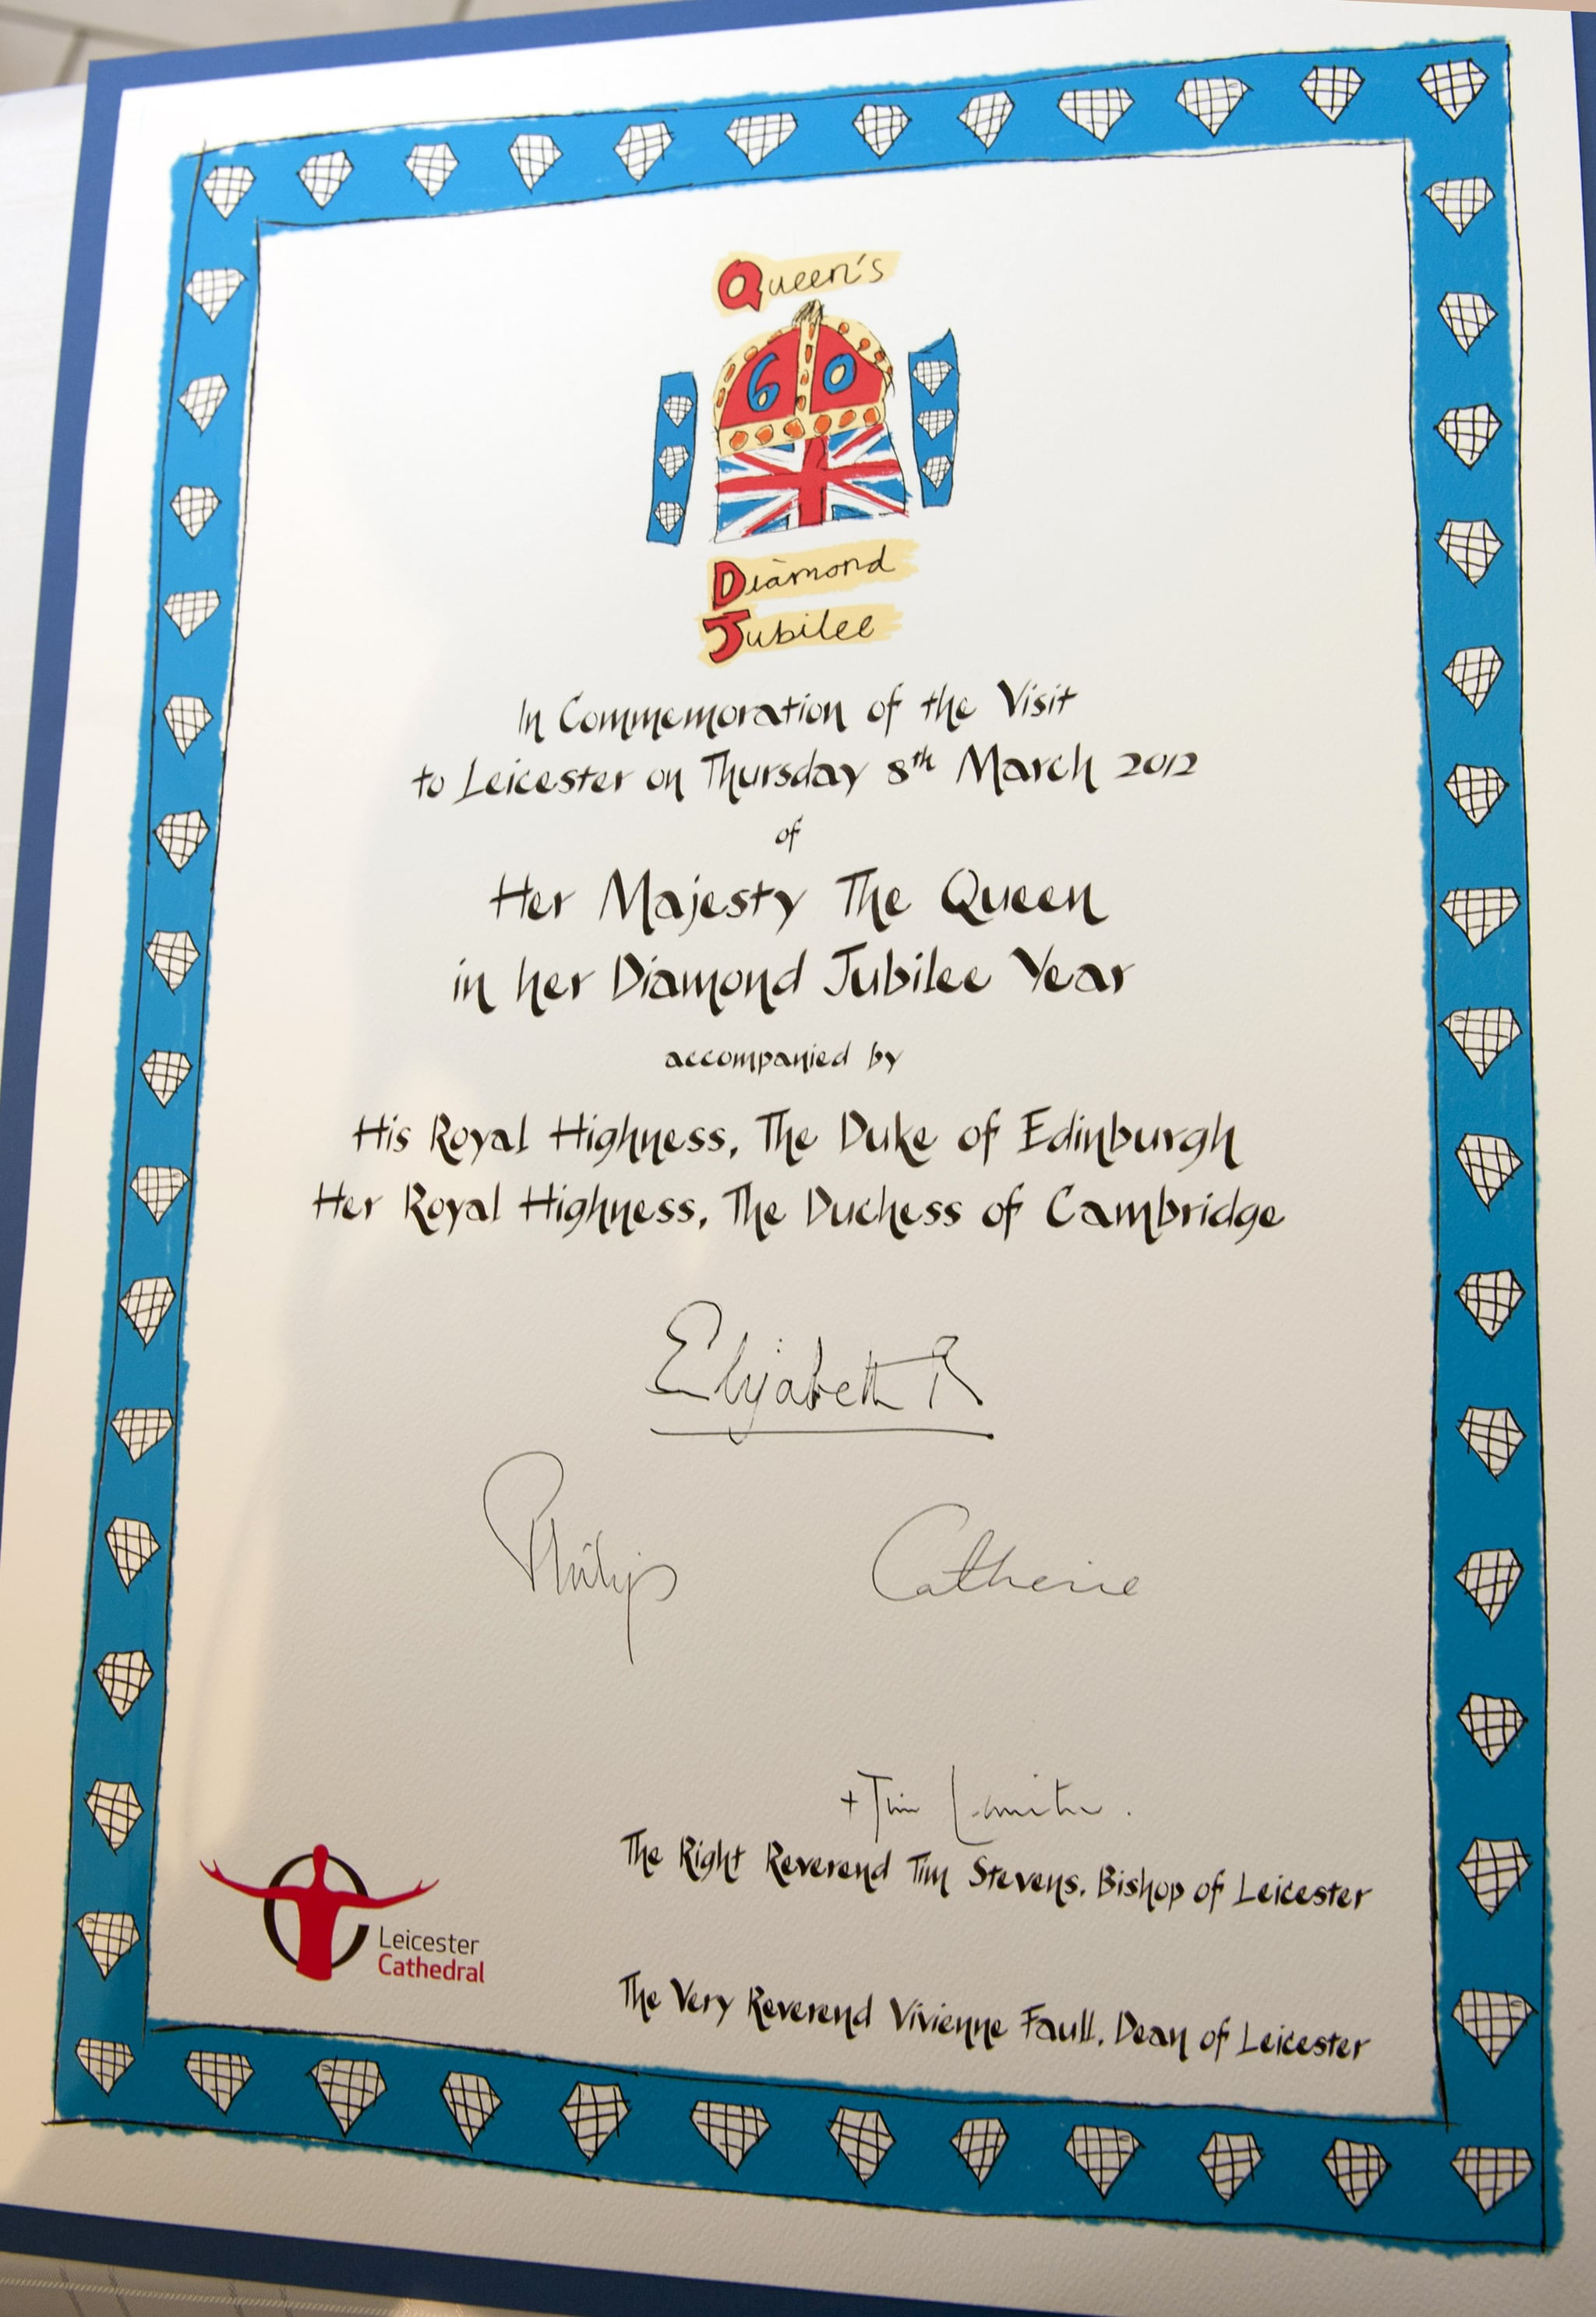 Queen's
60
Diamond
Jubilee
In Commemoration of the Visit
to Leicester on Thursday 8th March 2012
of
Her Majesty The Queen
in her Diamond Jubilee Year
accompanied by
His Royal Highness, The Duke of Edinburgh
Her Royal Highness, The Duchess of Cambridge
Elizabeth R
Philip
Catherine
+Tim
The Right Reverend Tim Stevens, Bishop of Leicester
Leicester
Cathedral
The Very Reverend Vivienne Faull, Dean of Leicester